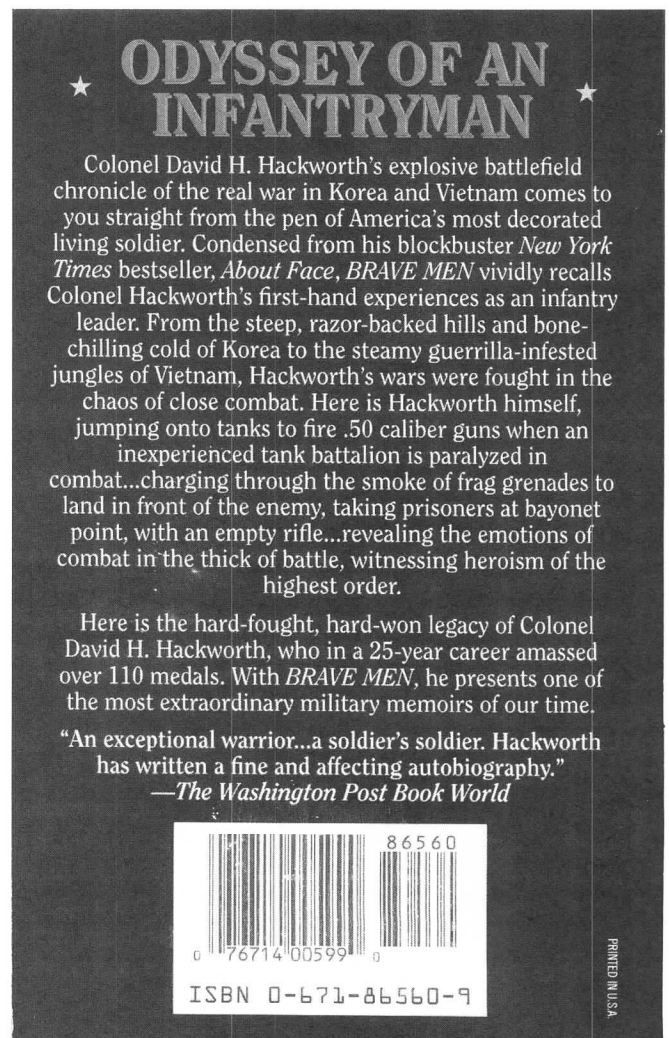 ODYSSEY OF AN
INFANTRYMAN
Colonel David H. Hackworth's explosive battlefield
chronicle of the real war in Korea and Vietnam comes to
you straight from the pen of America's most decorated
living soldier. Condensed from his blockbuster New York
Times bestseller, About Face, BRAVE MEN vividly recalls
Colonel Hackworth's first-hand experiences as an infantry
leader. From the steep, razor-backed hills and bone-
chilling cold of Korea to the steamy guerrilla-infested
jungles of Vietnam, Hackworth's wars were fought in the
chaos of close combat. Here is Hackworth himself,
jumping onto tanks to fire .50 caliber guns when an
inexperienced tank battalion is paralyzed in
combat...charging through the smoke of frag grenades to
land in front of the enemy, taking prisoners at bayonet
point, with an empty rifle...revealing the emotions of
combat in the thick of battle, witnessing heroism of the
highest order.
Here is the hard-fought, hard-won legacy of Colonel
David H. Hackworth, who in a 25-year career amassed
over 110 medals. With BRAVE MEN, he presents one of
the most extraordinary military memoirs of our time.
“An exceptional warrior...a soldier's soldier. Hackworth
has written a fine and affecting autobiography.”
—The Washington Post Book World
86560
0 76714 00599 0
ISBN 0-671-86560-9
PRINTED IN U.S.A.